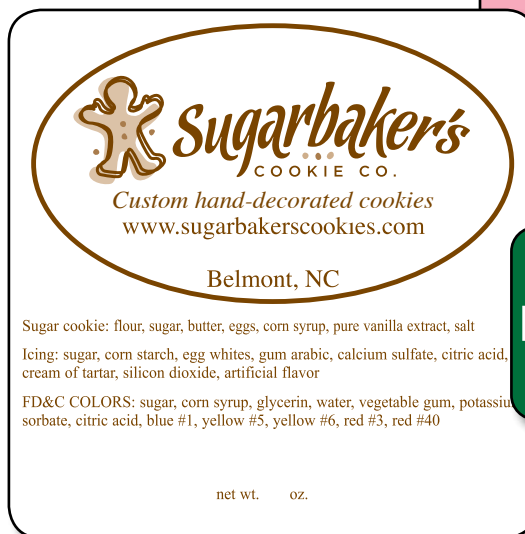 Sugarbaker's
COOKIE CO.
Custom hand-decorated cookies
www.sugarbakerscookies.com
Belmont, NC
Sugar cookie: flour, sugar, butter, eggs, corn syrup, pure vanilla extract, salt
Icing: sugar, corn starch, egg whites, gum arabic, calcium sulfate, citric acid,
cream of tartar, silicon dioxide, artificial flavor
FD&C COLORS: sugar, corn syrup, glycerin, water, vegetable gum, potassiu
sorbate, citric acid, blue #1, yellow #5, yellow #6, red #3, red #40
net wt. oz.